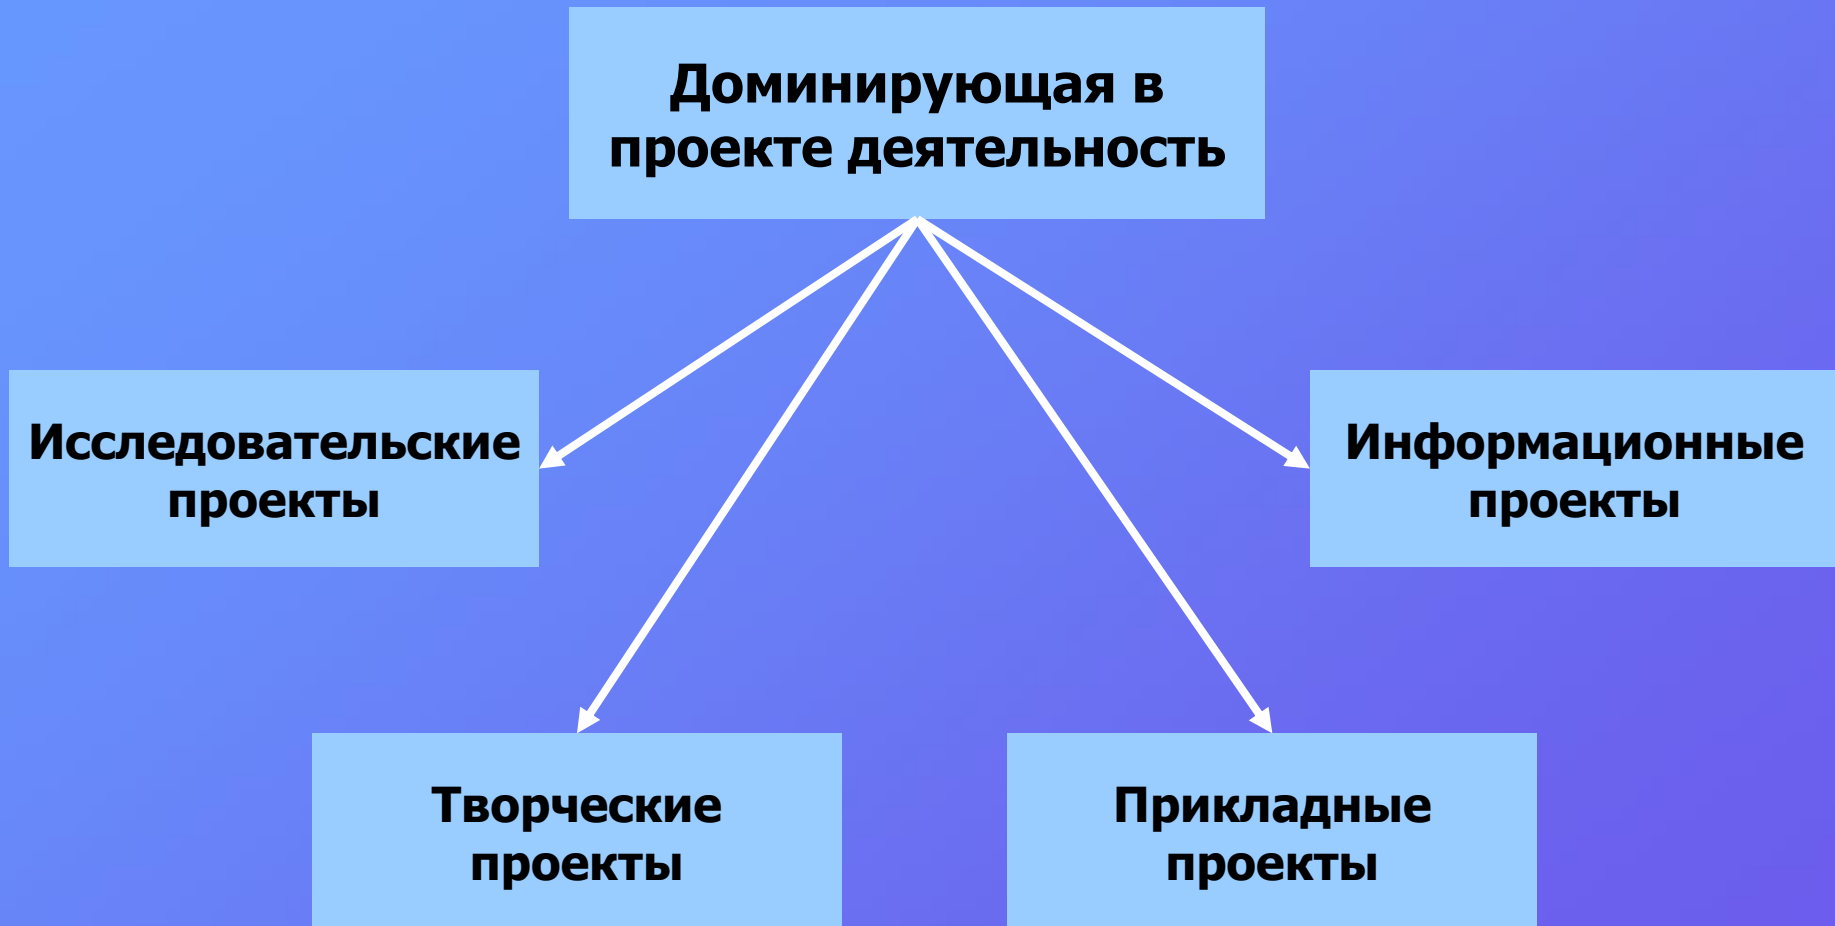 Доминирующая в
проекте деятельность
Исследовательские
проекты
Информационные
проекты
Творческие
проекты
Прикладные
проекты